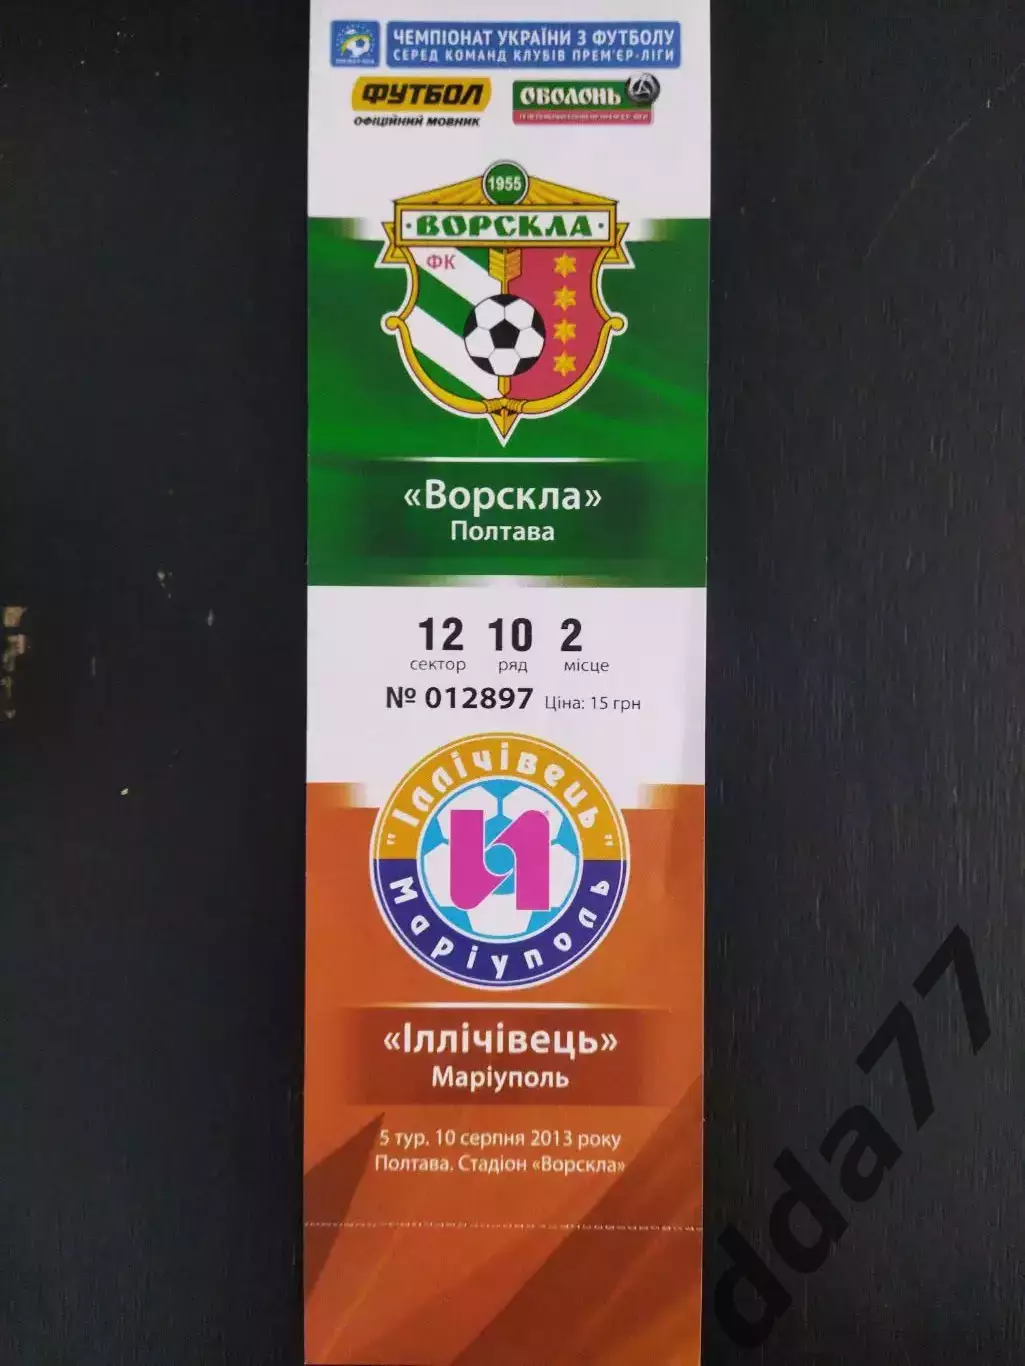 ЧЕМПІОНАТ УКРАЇНИ З ФУТБОЛУ
СЕРЕД КОМАНД КЛУБІВ ПРЕМ'ЄР-ЛІГИ
ФУТБОЛ
ОФІЦІЙНИЙ МОВНИК
ОБОЛОНЬ
1955
·ВОРСКЛА·
ФК
«Ворскла»
Полтава
12 10 2
сектор ряд місце
№ 012897 Ціна: 15 грн
"Іллічівець"
Маріуполь
«Іллічівець»
Маріуполь
5 тур. 10 серпня 2013 року
Полтава. Стадіон «Ворскла»
dda77